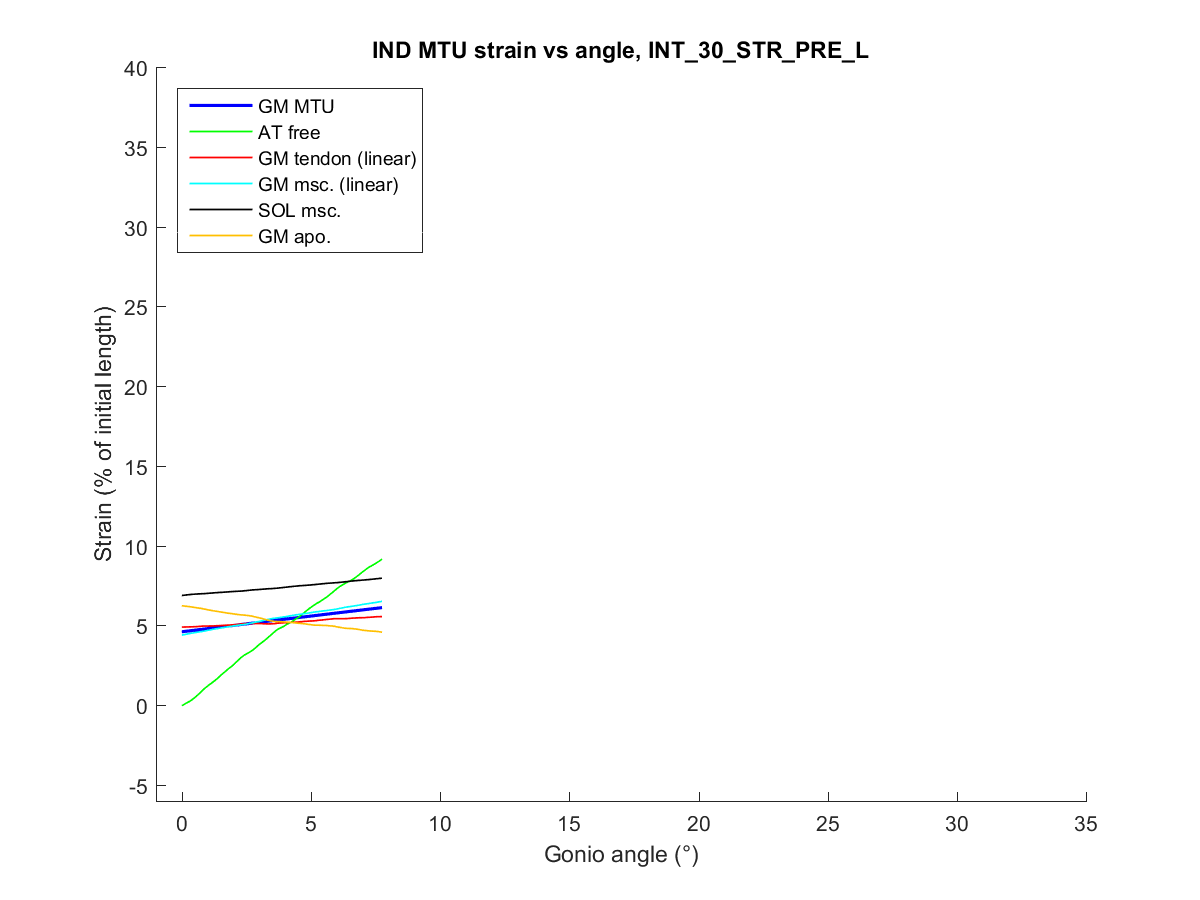 IND MTU strain vs angle, INT_30_STR_PRE_L
40
35
30
25
20
15
10
5
0
-5
Strain (% of initial length)
GM MTU
AT free
GM tendon (linear)
GM msc. (linear)
SOL msc.
GM apo.
0 5 10 15 20 25 30 35
Gonio angle (°)